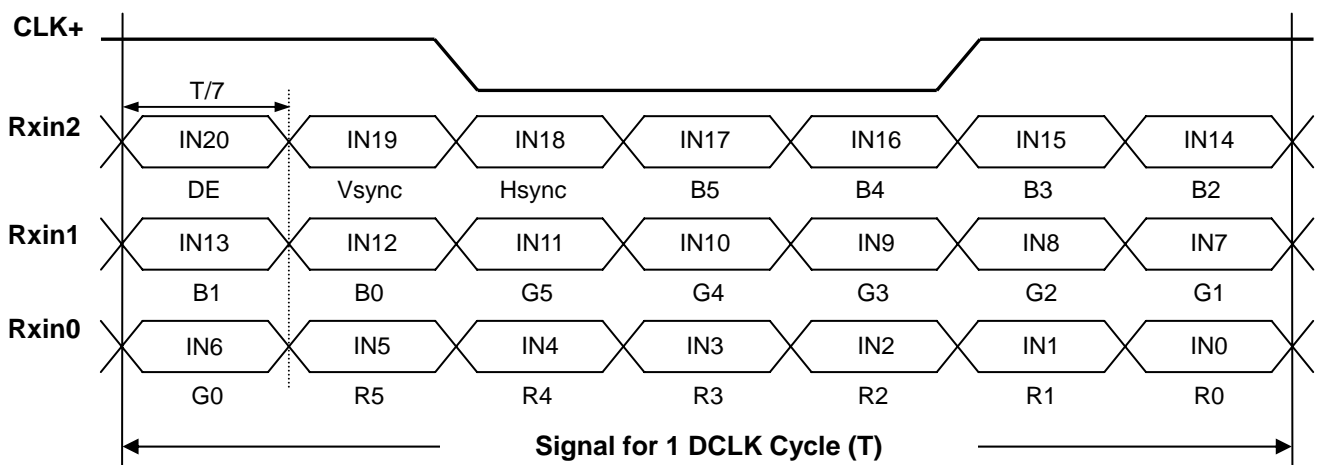 CLK+
T/7
Rxin2 IN20 IN19 IN18 IN17 IN16 IN15 IN14
DE Vsync Hsync B5 B4 B3 B2
Rxin1 IN13 IN12 IN11 IN10 IN9 IN8 IN7
B1 B0 G5 G4 G3 G2 G1
Rxin0 IN6 IN5 IN4 IN3 IN2 IN1 IN0
G0 R5 R4 R3 R2 R1 R0
Signal for 1 DCLK Cycle (T)